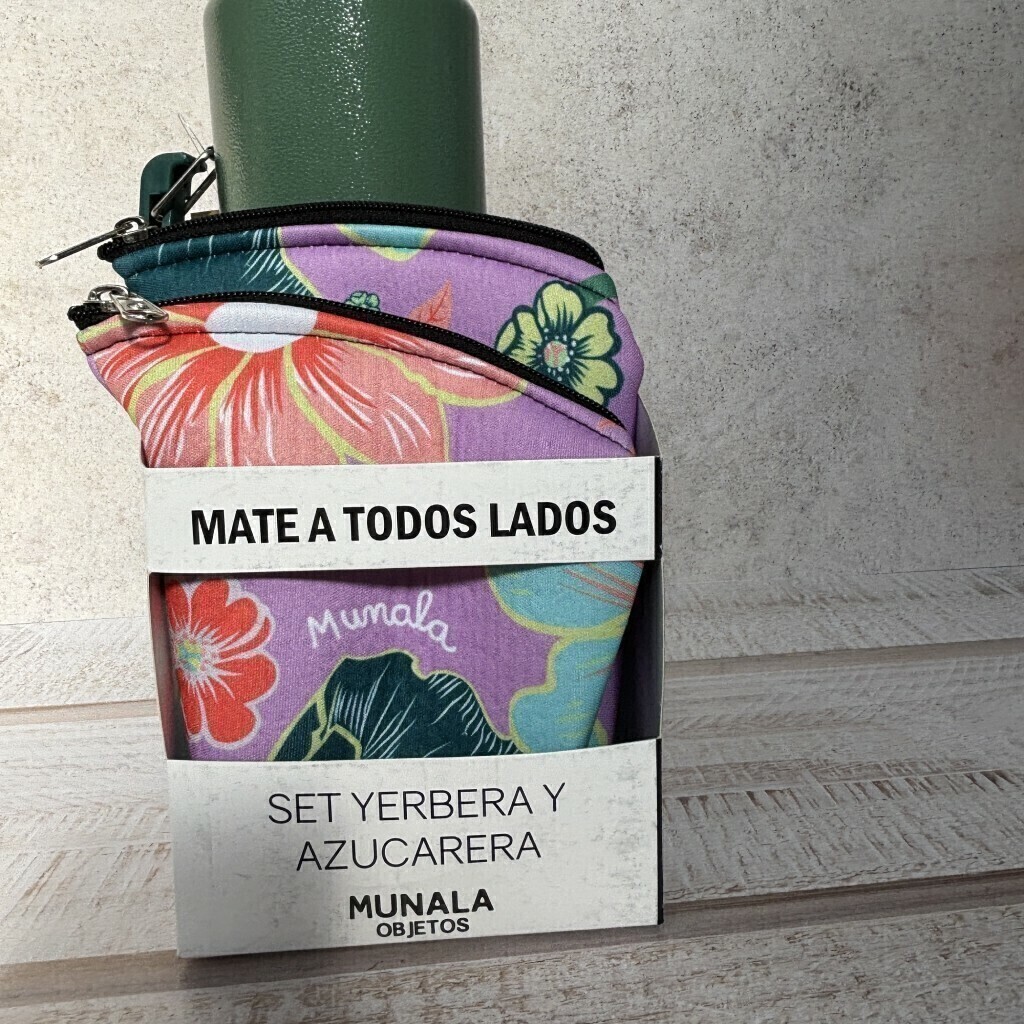 MATE A TODOS LADOS
Munala
SET YERBERA Y
AZUCARERA
MUNALA
OBJETOS